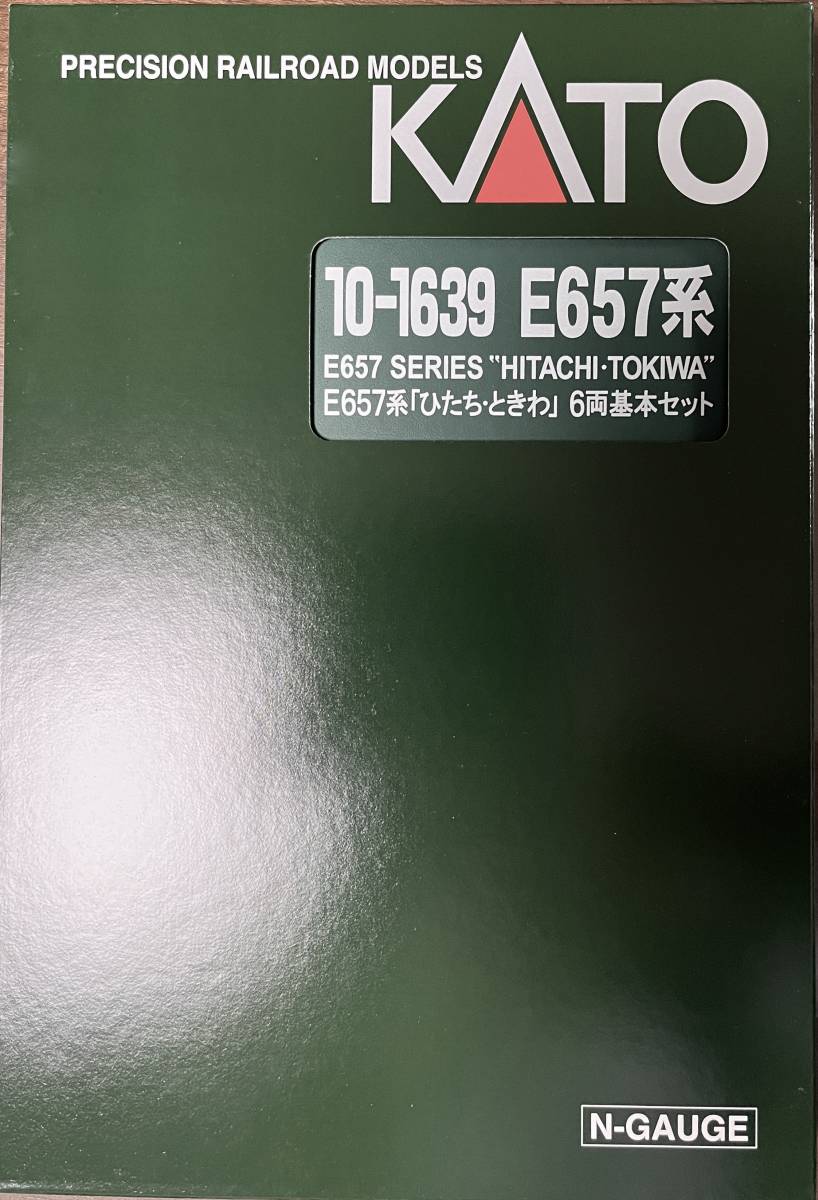 PRECISION RAILROAD MODELS
KATO
10-1639 E657系
E657 SERIES "HITACHI･TOKIWA"
E657系｢ひたち･ときわ｣ 6両基本セット
N-GAUGE